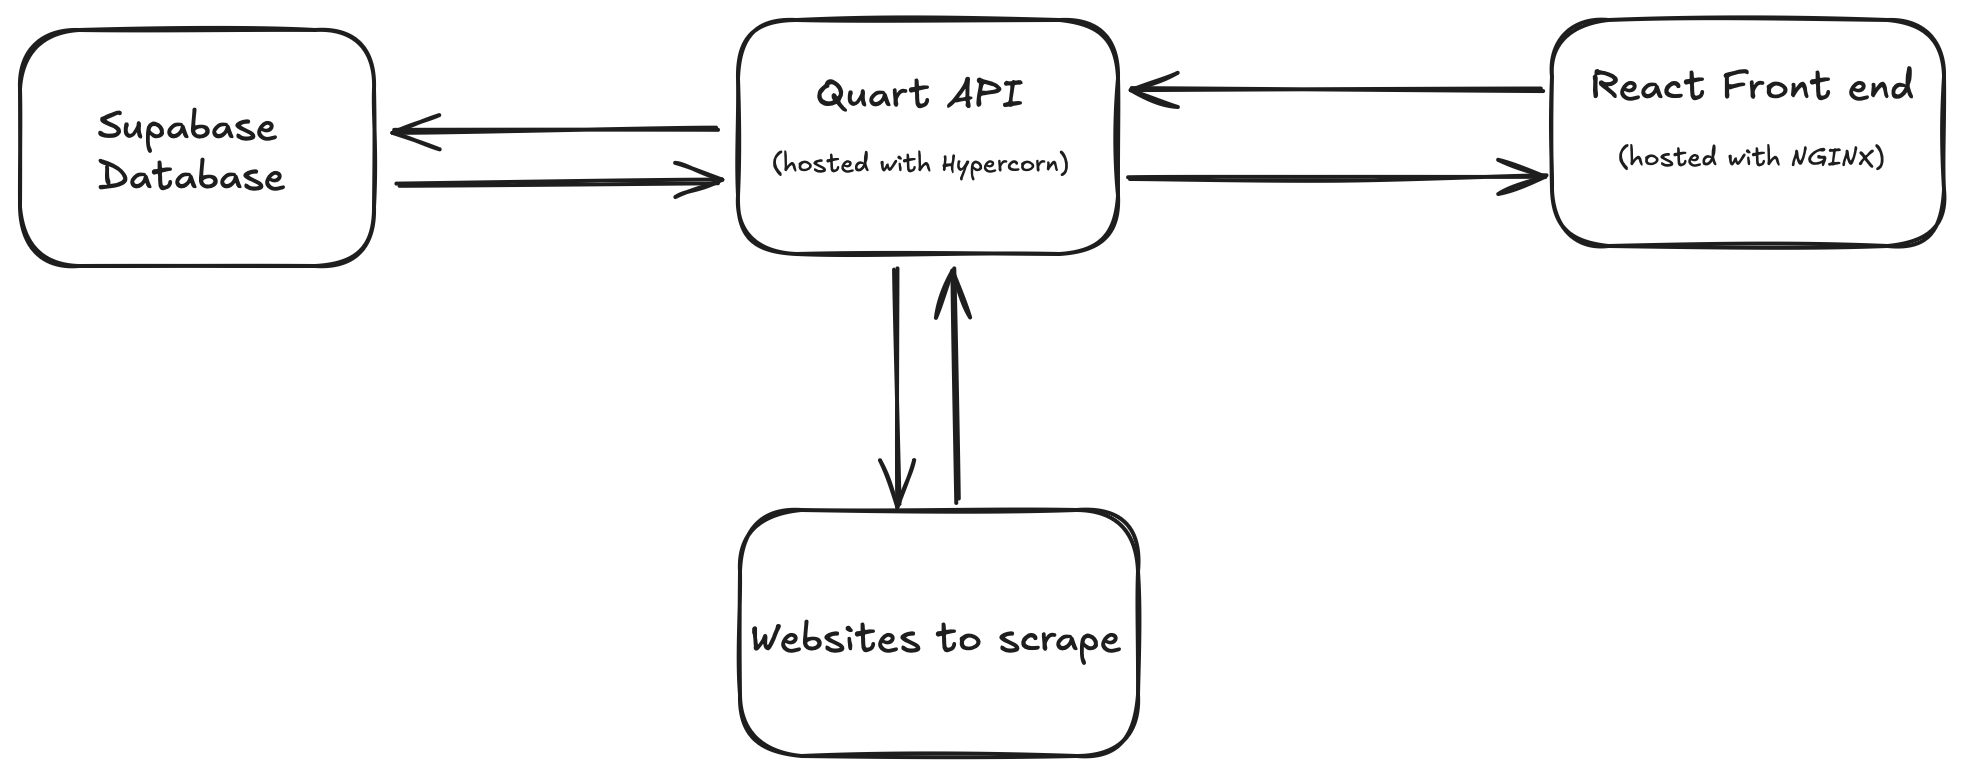 Supabase
Database
Quart API
(hosted with Hypercorn)
React Front end
(hosted with NGINX)
Websites to scrape